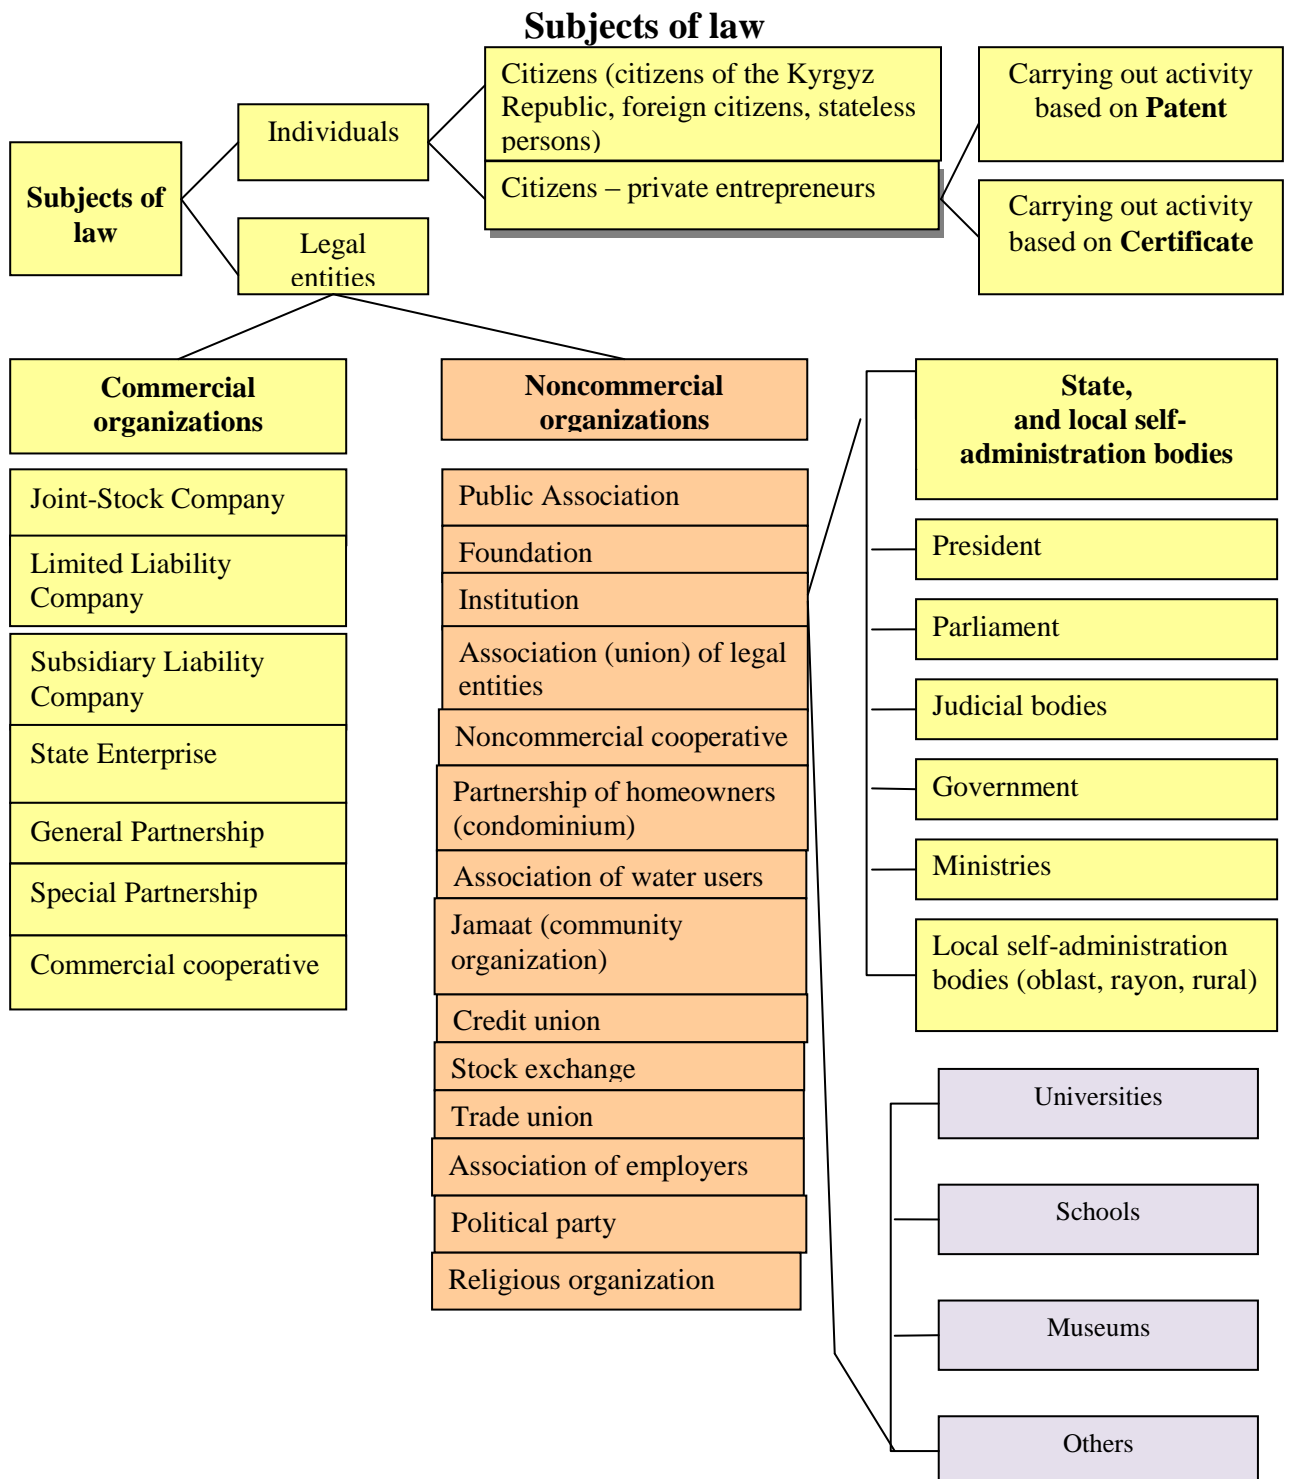 Subjects of law
Citizens (citizens of the Kyrgyz
Republic, foreign citizens, stateless
persons)
Carrying out activity
based on Patent
Individuals
Citizens – private entrepreneurs
Subjects of
law
Carrying out activity
based on Certificate
Legal
entities
Commercial
organizations
Joint-Stock Company
Limited Liability
Company
Subsidiary Liability
Company
State Enterprise
General Partnership
Special Partnership
Commercial cooperative
Noncommercial
organizations
Public Association
Foundation
Institution
Association (union) of legal
entities
Noncommercial cooperative
Partnership of homeowners
(condominium)
Association of water users
Jamaat (community
organization)
Credit union
Stock exchange
Trade union
Association of employers
Political party
Religious organization
State,
and local self-
administration bodies
President
Parliament
Judicial bodies
Government
Ministries
Local self-administration
bodies (oblast, rayon, rural)
Universities
Schools
Museums
Others